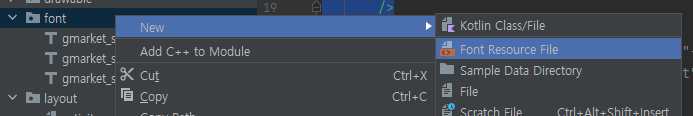 drawable
19
/>
font
New
Kotlin Class/File
gmarket_s
Add C++ to Module
Font Resource File
gmarket_s
Cut
Ctrl+X
Sample Data Directory
gmarket_s
Copy
Ctrl+C
File
layout
Scratch File
Ctrl+Alt+Shift+Insert